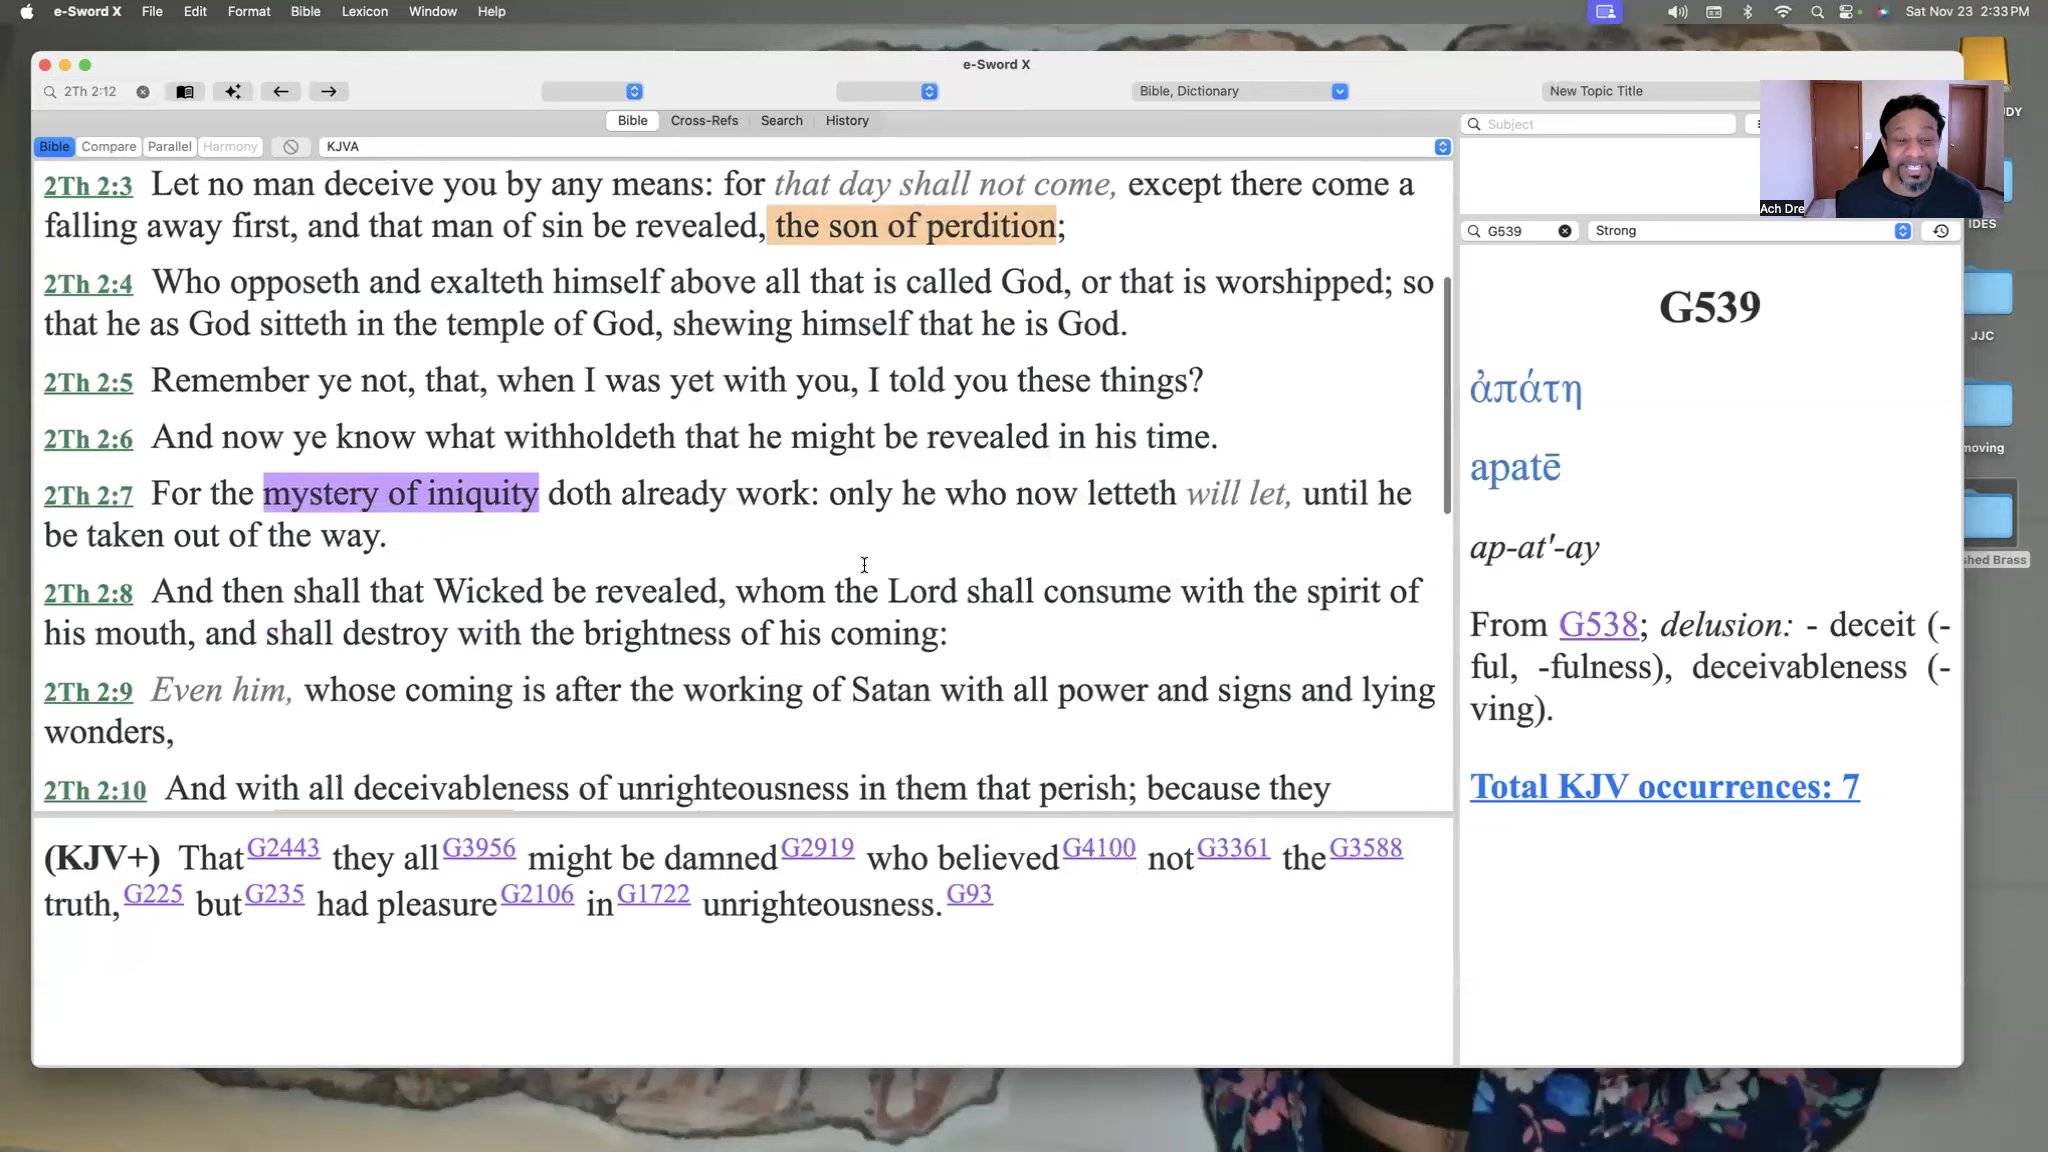 e-Sword X File Edit Format Bible Lexicon Window Help
Sat Nov 23 2:33 PM
e-Sword X
2Th 2:12
Bible, Dictionary
New Topic Title
Bible Cross-Refs Search History
Bible Compare Parallel Harmony
KJVA
2Th 2:3 Let no man deceive you by any means: for that day shall not come, except there come a
falling away first, and that man of sin be revealed, the son of perdition;
2Th 2:4 Who opposeth and exalteth himself above all that is called God, or that is worshipped; so
that he as God sitteth in the temple of God, shewing himself that he is God.
2Th 2:5 Remember ye not, that, when I was yet with you, I told you these things?
2Th 2:6 And now ye know what withholdeth that he might be revealed in his time.
2Th 2:7 For the mystery of iniquity doth already work: only he who now letteth will let, until he
be taken out of the way.
2Th 2:8 And then shall that Wicked be revealed, whom the Lord shall consume with the spirit of
his mouth, and shall destroy with the brightness of his coming:
2Th 2:9 Even him, whose coming is after the working of Satan with all power and signs and lying
wonders,
2Th 2:10 And with all deceivableness of unrighteousness in them that perish; because they
(KJV+) That G2443 they all G3956 might be damned G2919 who believed G4100 not G3361 the G3588
truth, G225 but G235 had pleasure G2106 in G1722 unrighteousness. G93
Subject
Ach Dre
G539
Strong
G539
ἀπάτη
apatē
ap-at'-ay
From G538; delusion: - deceit (-
ful, -fulness), deceivableness (-
ving).
Total KJV occurrences: 7
IDES
JJC
moving
shed Brass